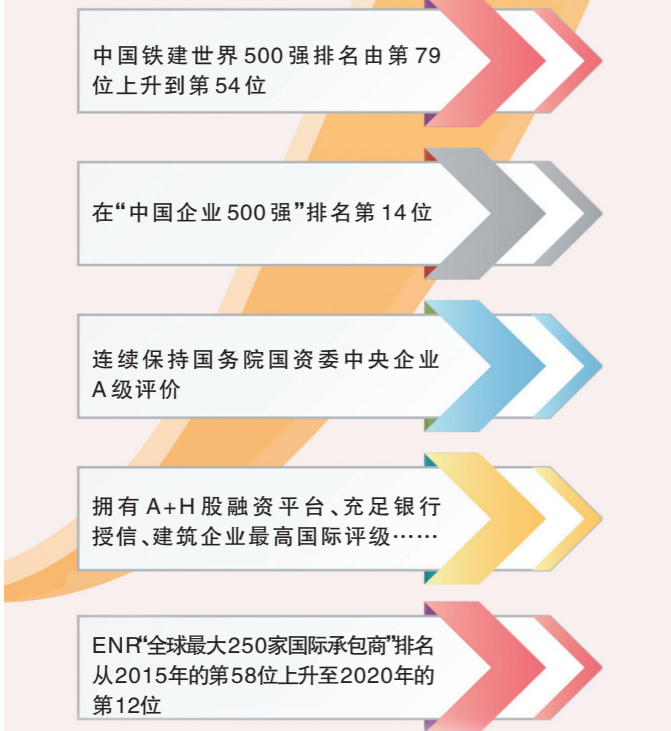 中国铁建世界500强排名由第79
位上升到第54位
在“中国企业500强”排名第14位
连续保持国务院国资委中央企业
A级评价
拥有A+H股融资平台、充足银行
授信、建筑企业最高国际评级……
ENR“全球最大250家国际承包商”排名
从2015年的第58位上升至2020年的
第12位